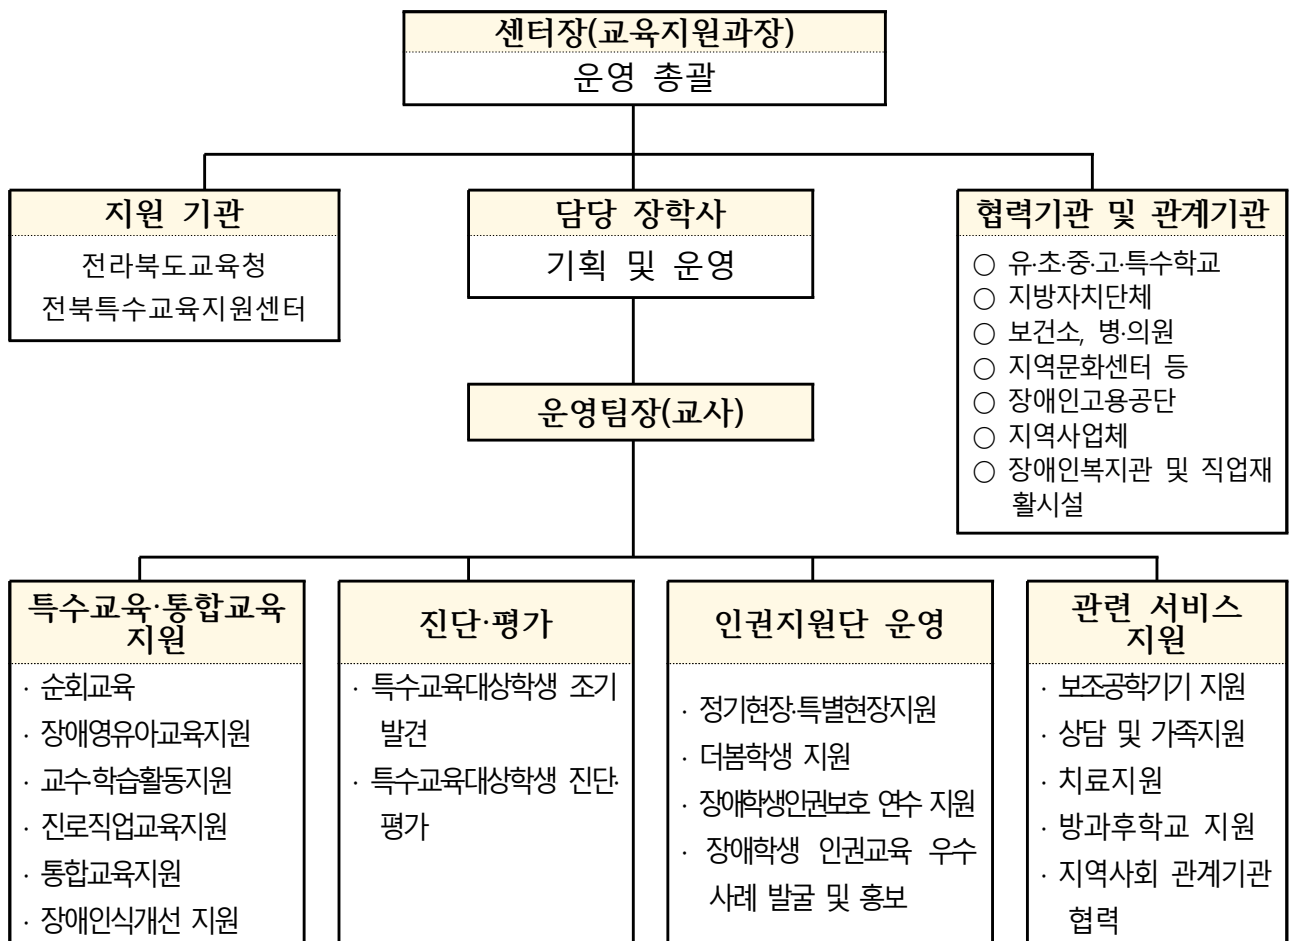 센터장(교육지원과장)
운영 총괄
지원 기관
전라북도교육청
전북특수교육지원센터
담당 장학사
기획 및 운영
협력기관 및 관계기관
○ 유·초·중·고·특수학교
○ 지방자치단체
○ 보건소, 병·의원
○ 지역문화센터 등
○ 장애인고용공단
○ 지역사업체
○ 장애인복지관 및 직업재
활시설
운영팀장(교사)
특수교육·통합교육
지원
· 순회교육
· 장애영유아교육지원
· 교수·학습활동지원
· 진로직업교육지원
· 통합교육지원
· 장애인식개선 지원
진단·평가
· 특수교육대상학생 조기
발견
· 특수교육대상학생 진단·
평가
인권지원단 운영
· 정기현장·특별현장지원
· 더봄학생 지원
· 장애학생인권보호 연수 지원
· 장애학생 인권교육 우수
사례 발굴 및 홍보
관련 서비스
지원
· 보조공학기기 지원
· 상담 및 가족지원
· 치료지원
· 방과후학교 지원
· 지역사회 관계기관
협력